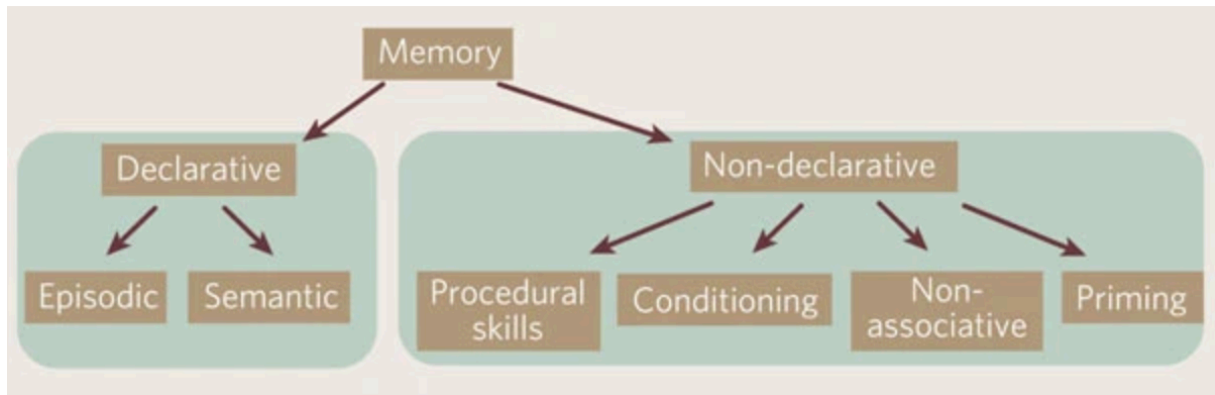 Memory
Declarative
Non-declarative
Episodic
Semantic
Procedural
skills
Conditioning
Non-
associative
Priming